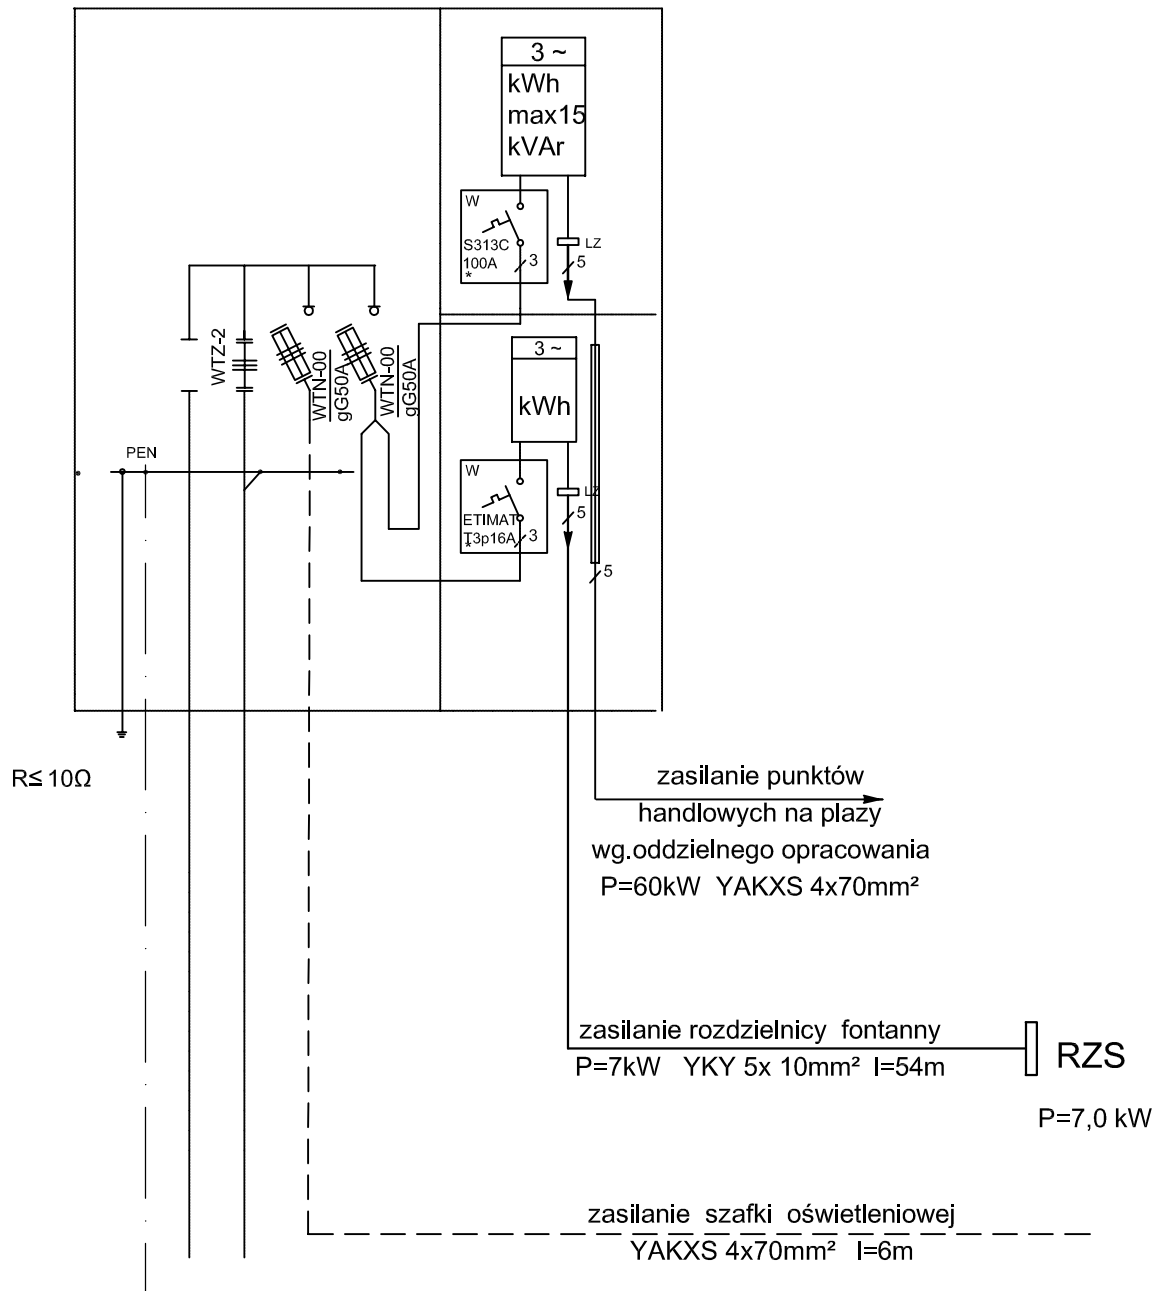 3 ~
kWh
max15
kVAr
W
S313C
100A
*
3
LZ
5
WTZ-2
WTN-00
gG50A
WTN-00
gG50A
3 ~
kWh
PEN
W
ETIMAT
T3p16A
*
3
LZ
5
5
R≤ 10Ω
zasilanie punktów
handlowych na plazy
wg.oddzielnego opracowania
P=60kW YAKXS 4x70mm²
zasilanie rozdzielnicy fontanny
P=7kW YKY 5x 10mm² l=54m
RZS
P=7,0 kW
zasilanie szafki oświetleniowej
YAKXS 4x70mm² l=6m